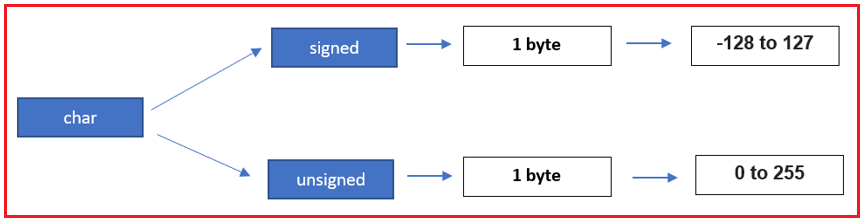 signed
1 byte
-128 to 127
char
unsigned
1 byte
0 to 255